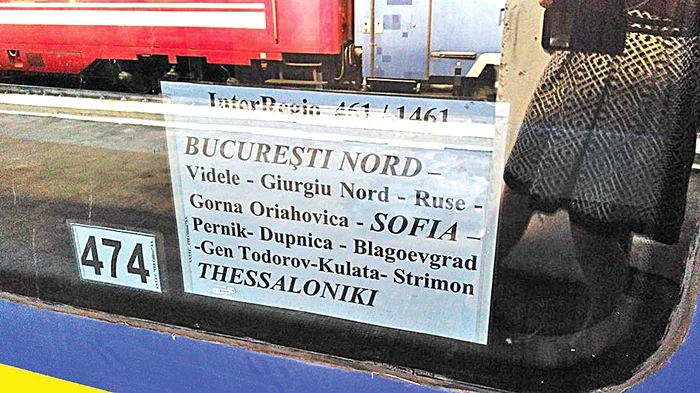 InterRegio 461 / 1461
BUCUREŞTI NORD –
Videle - Giurgiu Nord - Ruse -
Gorna Oriahovica - SOFIA –
Pernik- Dupnica - Blagoevgrad
-Gen Todorov-Kulata- Strimon
THESSALONIKI
474